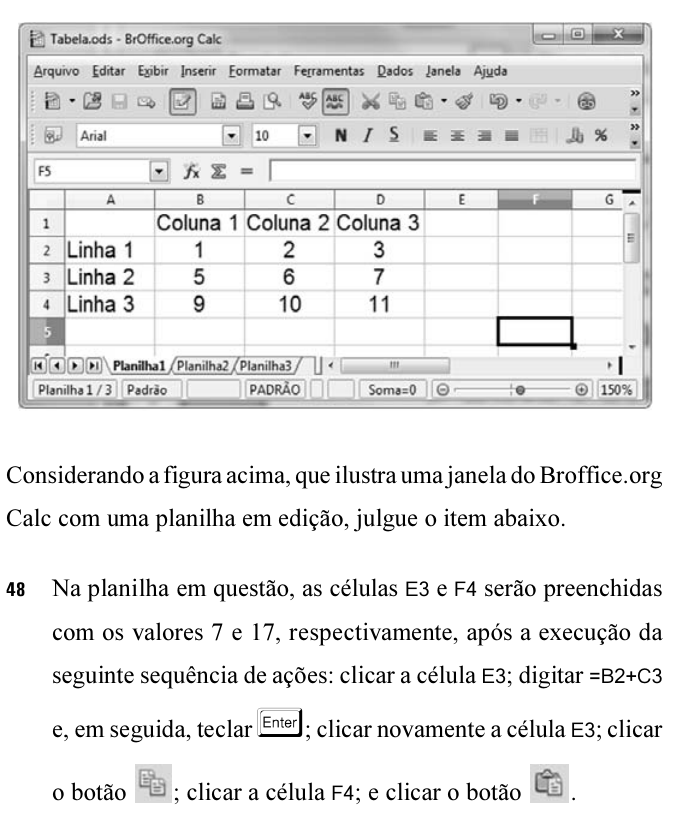 Tabela.ods - BrOffice.org Calc
Arquivo Editar Exibir Inserir Formatar Ferramentas Dados Janela Ajuda
Arial 10 N I S %
F5 fx Σ =
A B C D E F G
1 Coluna 1 Coluna 2 Coluna 3
2 Linha 1 1 2 3
3 Linha 2 5 6 7
4 Linha 3 9 10 11
5
Planilha1 Planilha2 Planilha3
Planilha 1 / 3 Padrão PADRÃO Soma=0 150%
Considerando a figura acima, que ilustra uma janela do Broffice.org
Calc com uma planilha em edição, julgue o item abaixo.
48 Na planilha em questão, as células E3 e F4 serão preenchidas
com os valores 7 e 17, respectivamente, após a execução da
seguinte sequência de ações: clicar a célula E3; digitar =B2+C3
e, em seguida, teclar Enter; clicar novamente a célula E3; clicar
o botão ; clicar a célula F4; e clicar o botão .